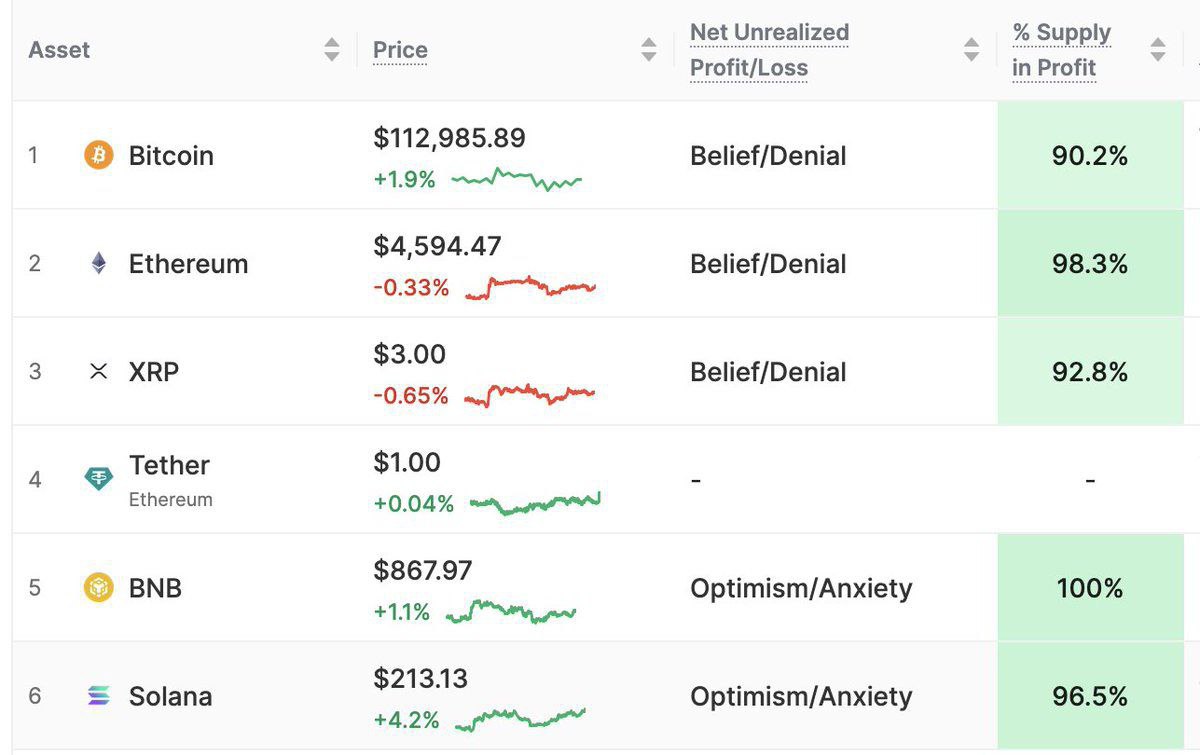 Asset
Price
Net Unrealized
Profit/Loss
% Supply
in Profit
1
Bitcoin
$112,985.89
+1.9%
Belief/Denial
90.2%
2
Ethereum
$4,594.47
-0.33%
Belief/Denial
98.3%
3
XRP
$3.00
-0.65%
Belief/Denial
92.8%
4
Tether
Ethereum
$1.00
+0.04%
-
-
5
BNB
$867.97
+1.1%
Optimism/Anxiety
100%
6
Solana
$213.13
+4.2%
Optimism/Anxiety
96.5%